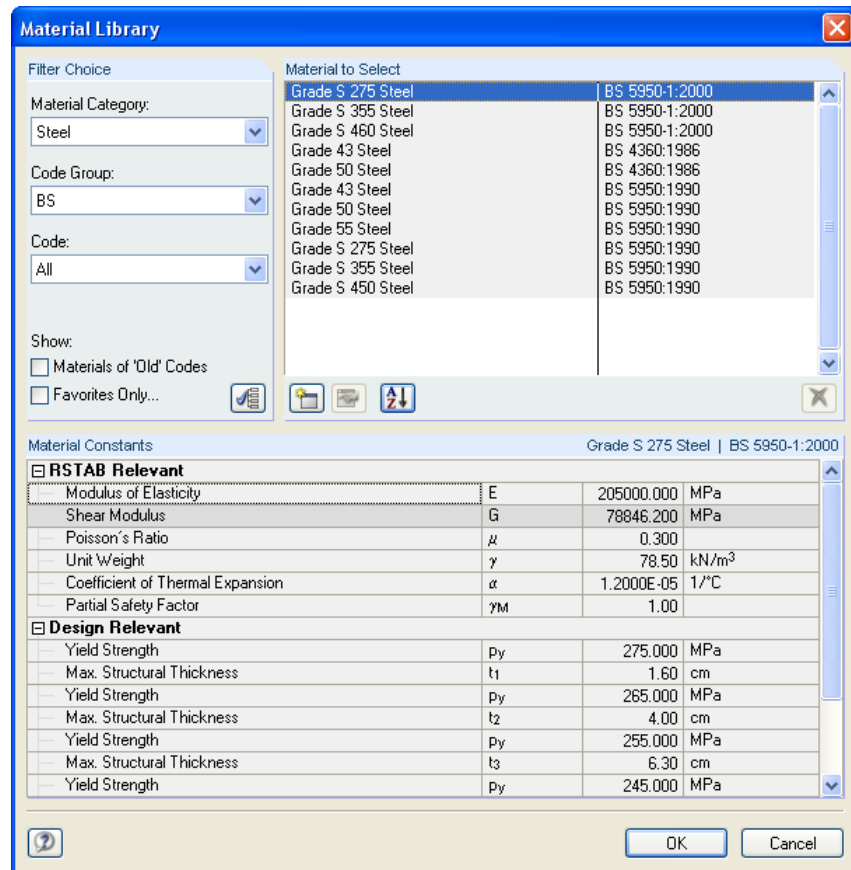 Material Library
Filter Choice
Material Category:
Steel
Code Group:
BS
Code:
All
Show:
Materials of 'Old' Codes
Favorites Only...
Material to Select
Grade S 275 Steel BS 5950-1:2000
Grade S 355 Steel BS 5950-1:2000
Grade S 460 Steel BS 5950-1:2000
Grade 43 Steel BS 4360:1986
Grade 50 Steel BS 4360:1986
Grade 43 Steel BS 5950:1990
Grade 50 Steel BS 5950:1990
Grade 55 Steel BS 5950:1990
Grade S 275 Steel BS 5950:1990
Grade S 355 Steel BS 5950:1990
Grade S 450 Steel BS 5950:1990
A
Z
Material Constants Grade S 275 Steel | BS 5950-1:2000
RSTAB Relevant
Modulus of Elasticity E 205000.000 MPa
Shear Modulus G 78846.200 MPa
Poisson´s Ratio μ 0.300
Unit Weight γ 78.50 kN/m³
Coefficient of Thermal Expansion α 1.2000E-05 1/°C
Partial Safety Factor γM 1.00
Design Relevant
Yield Strength py 275.000 MPa
Max. Structural Thickness t1 1.60 cm
Yield Strength py 265.000 MPa
Max. Structural Thickness t2 4.00 cm
Yield Strength py 255.000 MPa
Max. Structural Thickness t3 6.30 cm
Yield Strength py 245.000 MPa
?
OK
Cancel